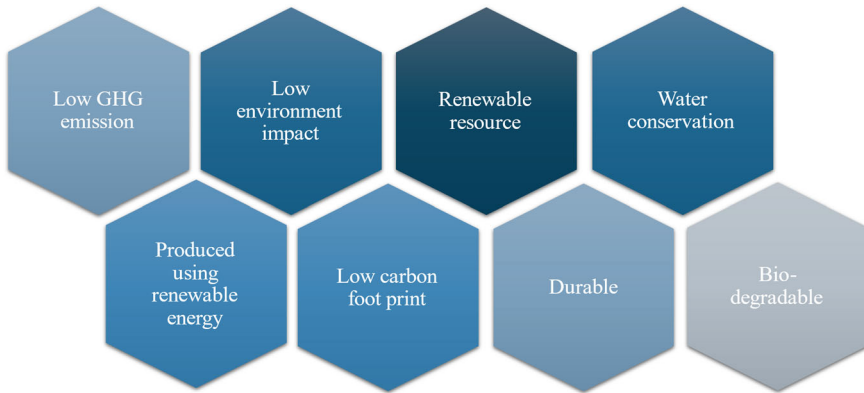 Low GHG
emission
Low
environment
impact
Renewable
resource
Water
conservation
Produced
using
renewable
energy
Low carbon
foot print
Durable
Bio-
degradable